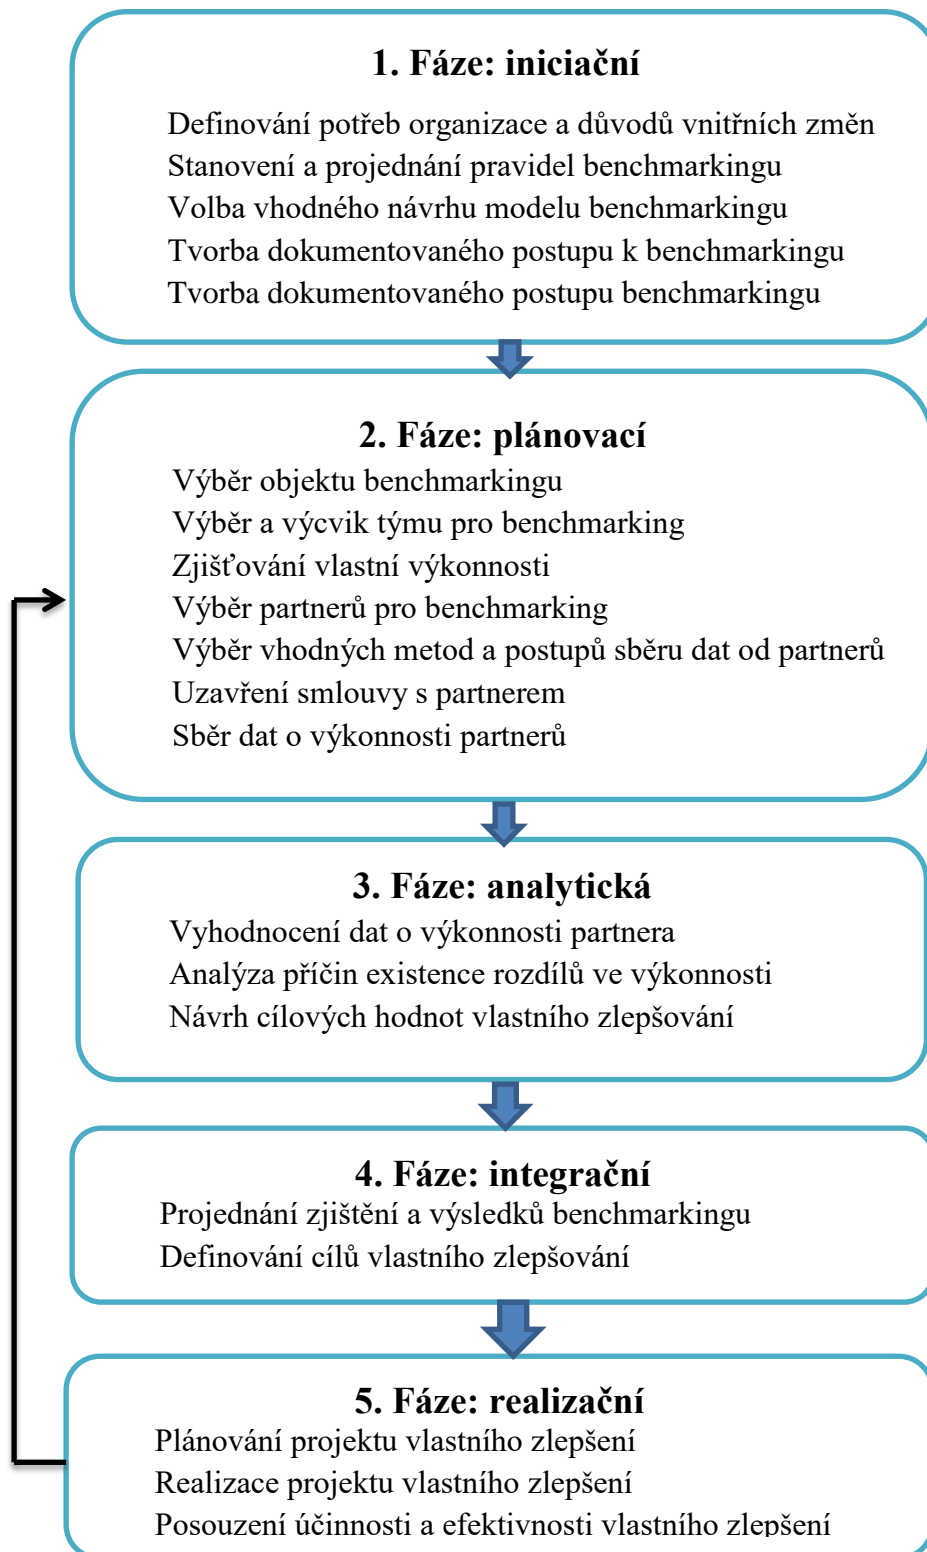 1. Fáze: iniciační
Definování potřeb organizace a důvodů vnitřních změn
Stanovení a projednání pravidel benchmarkingu
Volba vhodného návrhu modelu benchmarkingu
Tvorba dokumentovaného postupu k benchmarkingu
Tvorba dokumentovaného postupu benchmarkingu
2. Fáze: plánovací
Výběr objektu benchmarkingu
Výběr a výcvik týmu pro benchmarking
Zjišťování vlastní výkonnosti
Výběr partnerů pro benchmarking
Výběr vhodných metod a postupů sběru dat od partnerů
Uzavření smlouvy s partnerem
Sběr dat o výkonnosti partnerů
3. Fáze: analytická
Vyhodnocení dat o výkonnosti partnera
Analýza příčin existence rozdílů ve výkonnosti
Návrh cílových hodnot vlastního zlepšování
4. Fáze: integrační
Projednání zjištění a výsledků benchmarkingu
Definování cílů vlastního zlepšování
5. Fáze: realizační
Plánování projektu vlastního zlepšení
Realizace projektu vlastního zlepšení
Posouzení účinnosti a efektivnosti vlastního zlepšení